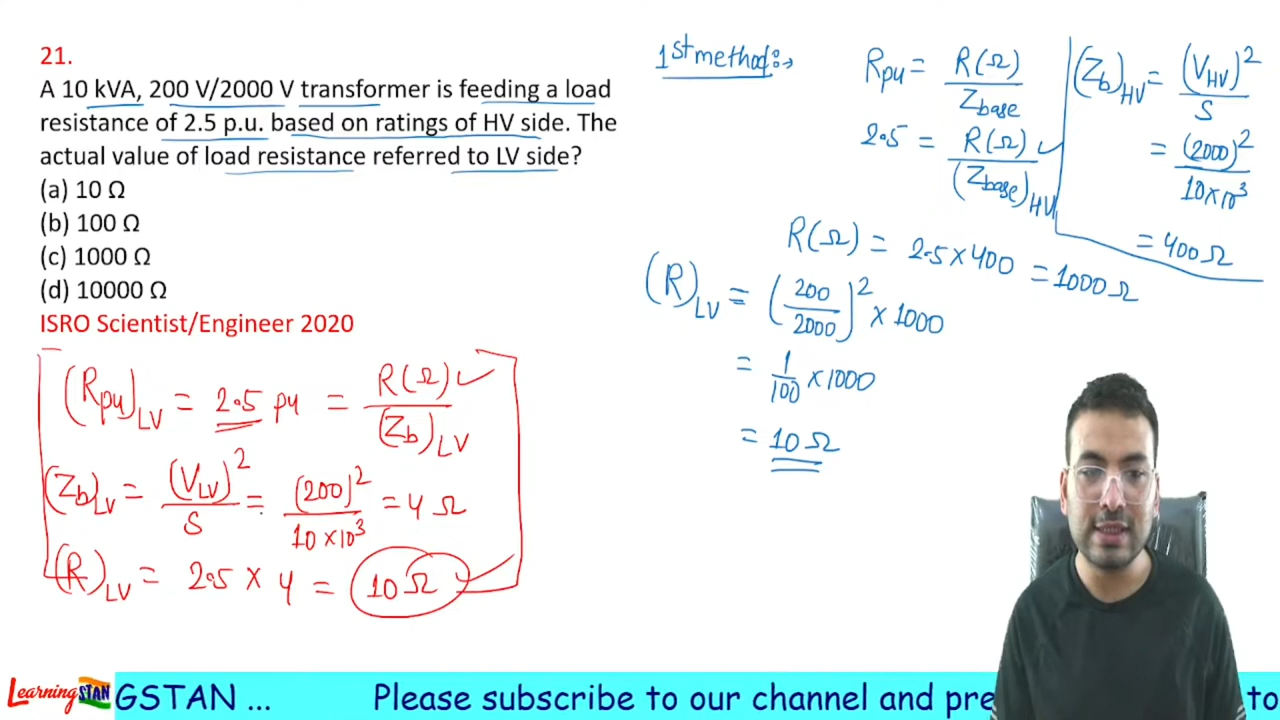 21.
A 10 kVA, 200 V/2000 V transformer is feeding a load
resistance of 2.5 p.u. based on ratings of HV side. The
actual value of load resistance referred to LV side?
(a) 10 Ω
(b) 100 Ω
(c) 1000 Ω
(d) 10000 Ω
ISRO Scientist/Engineer 2020
(Rpu)LV = 2.5 pu = R(Ω)/(Zb)LV
(Zb)LV = (VLV)²/S = (200)²/10×10³ = 4 Ω
(R)LV = 2.5 × 4 = 10 Ω
1st method:→
Rpu = R(Ω)/Zbase
2.5 = R(Ω)/(Zbase)HV
(Zb)HV = (VHV)²/S
= (2000)²/10×10³
= 400 Ω
R(Ω) = 2.5×400 = 1000 Ω
(R)LV = (200/2000)² × 1000
= 1/100 × 1000
= 10 Ω
LearningSTAN
GSTAN ... Please subscribe to our channel and pre
to